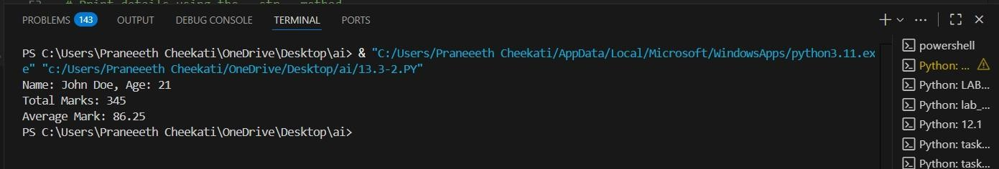 PROBLEMS 143 OUTPUT DEBUG CONSOLE TERMINAL PORTS
PS C:\Users\Praneeeth Cheekati\OneDrive\Desktop\ai> & "C:/Users/Praneeeth Cheekati/AppData/Local/Microsoft/WindowsApps/python3.11.ex
e" "c:/Users/Praneeeth Cheekati/OneDrive/Desktop/ai/13.3-2.PY"
Name: John Doe, Age: 21
Total Marks: 345
Average Mark: 86.25
PS C:\Users\Praneeeth Cheekati\OneDrive\Desktop\ai>
powershell
Python: ...
Python: LAB...
Python: lab_...
Python: 12.1
Python: task...
Python: task...